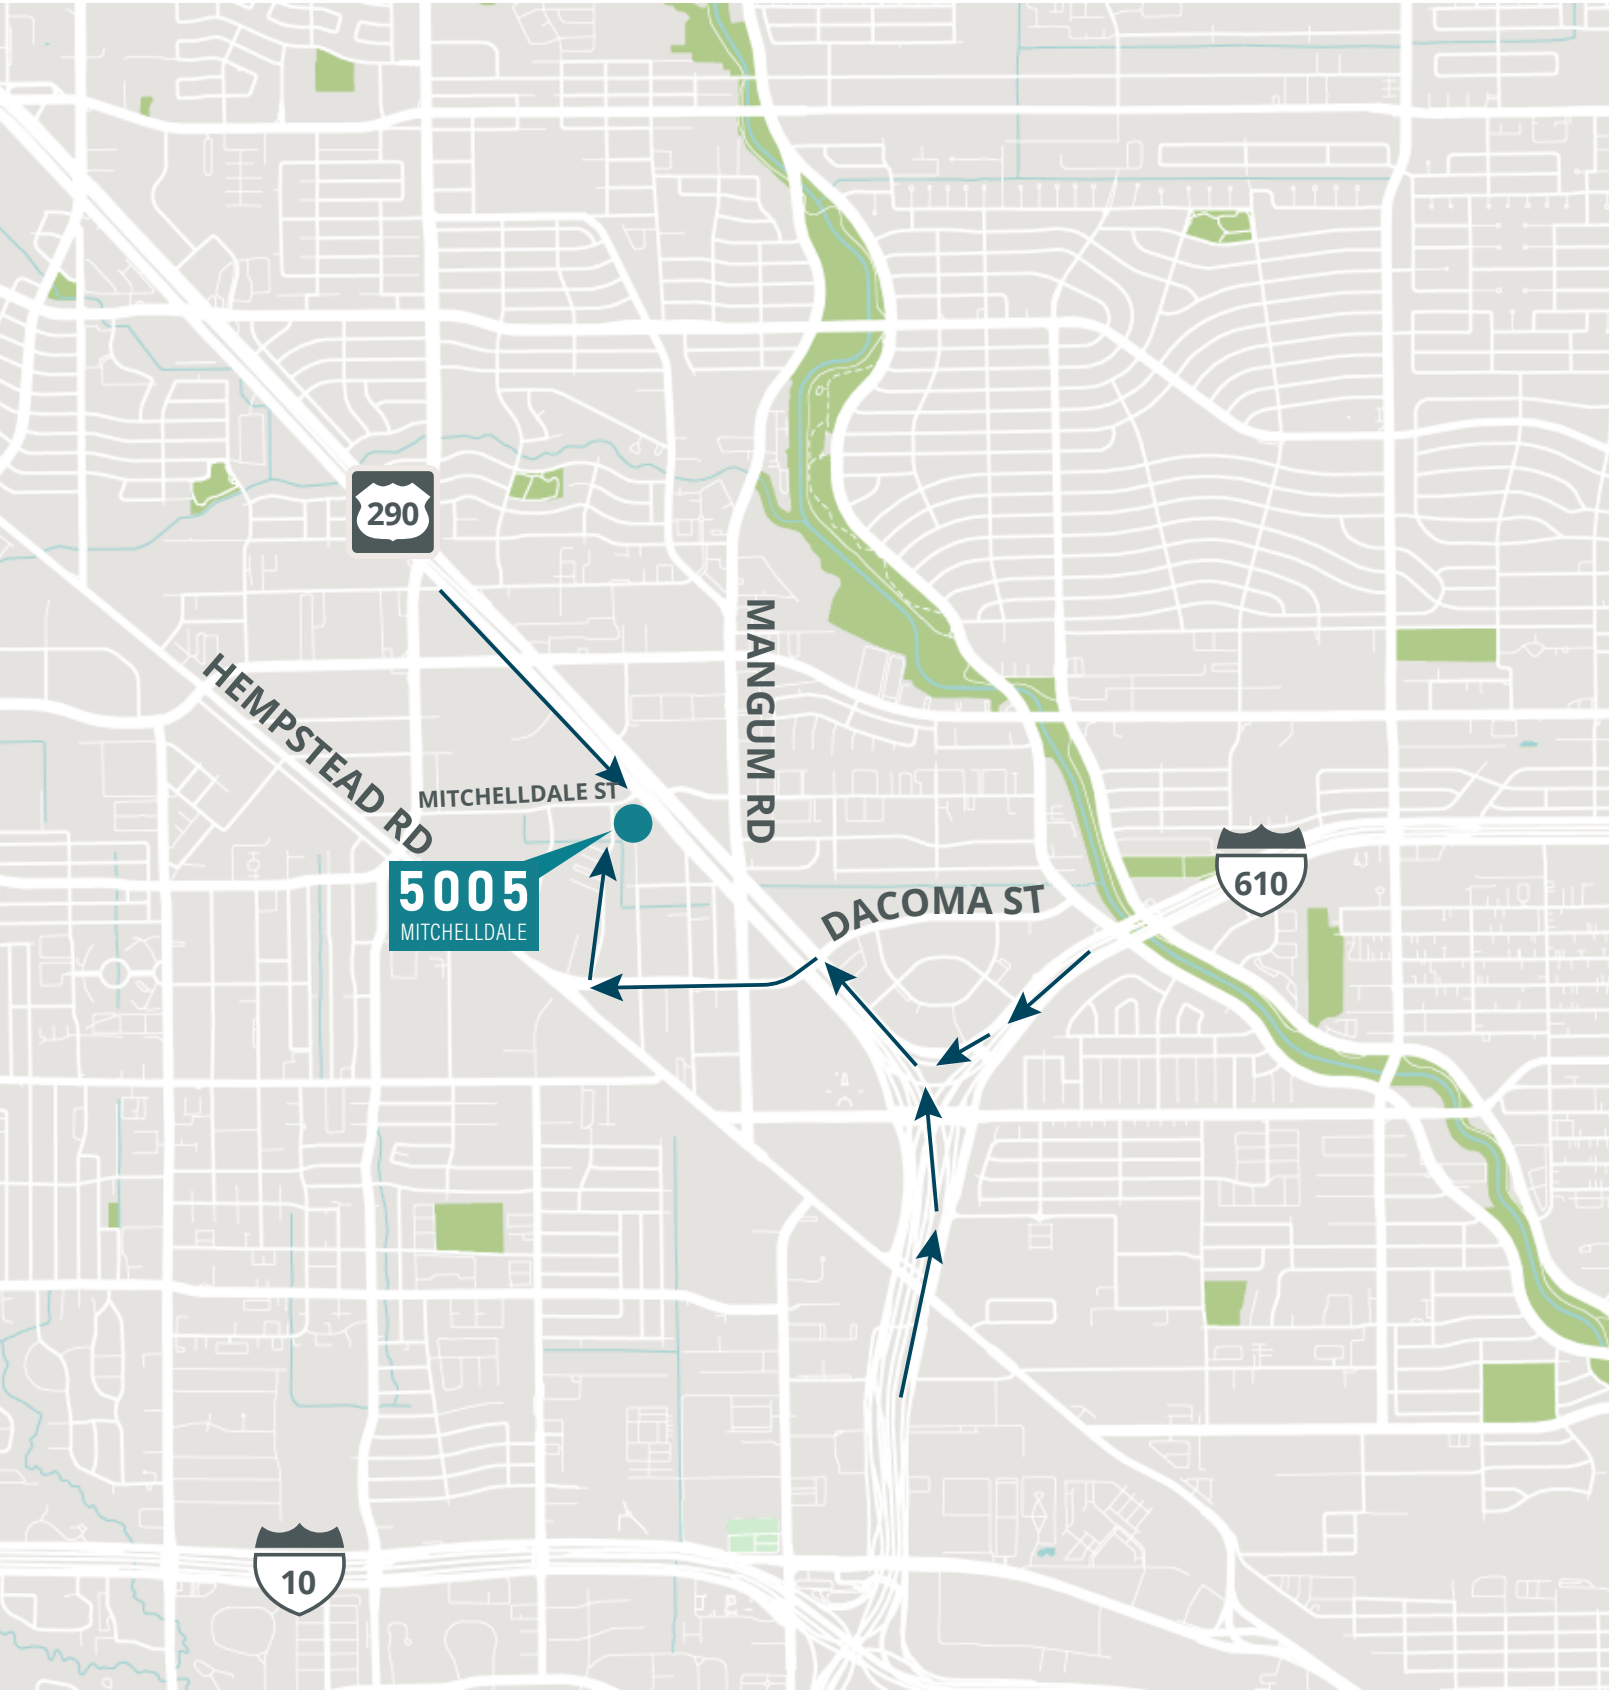 290
MANGUM RD
HEMPSTEAD RD
MITCHELLDALE ST
610
5005
MITCHELLDALE
DACOMA ST
10